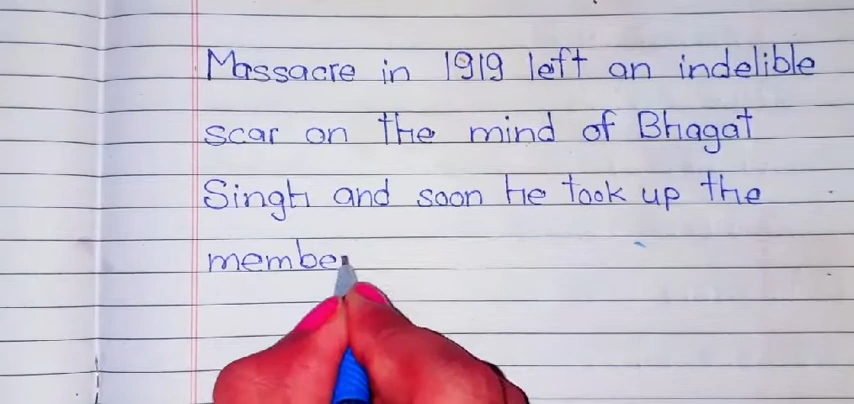 Massacre in 1919 left an indelible
scar on the mind of Bhagat
Singh and soon he took up the
membe